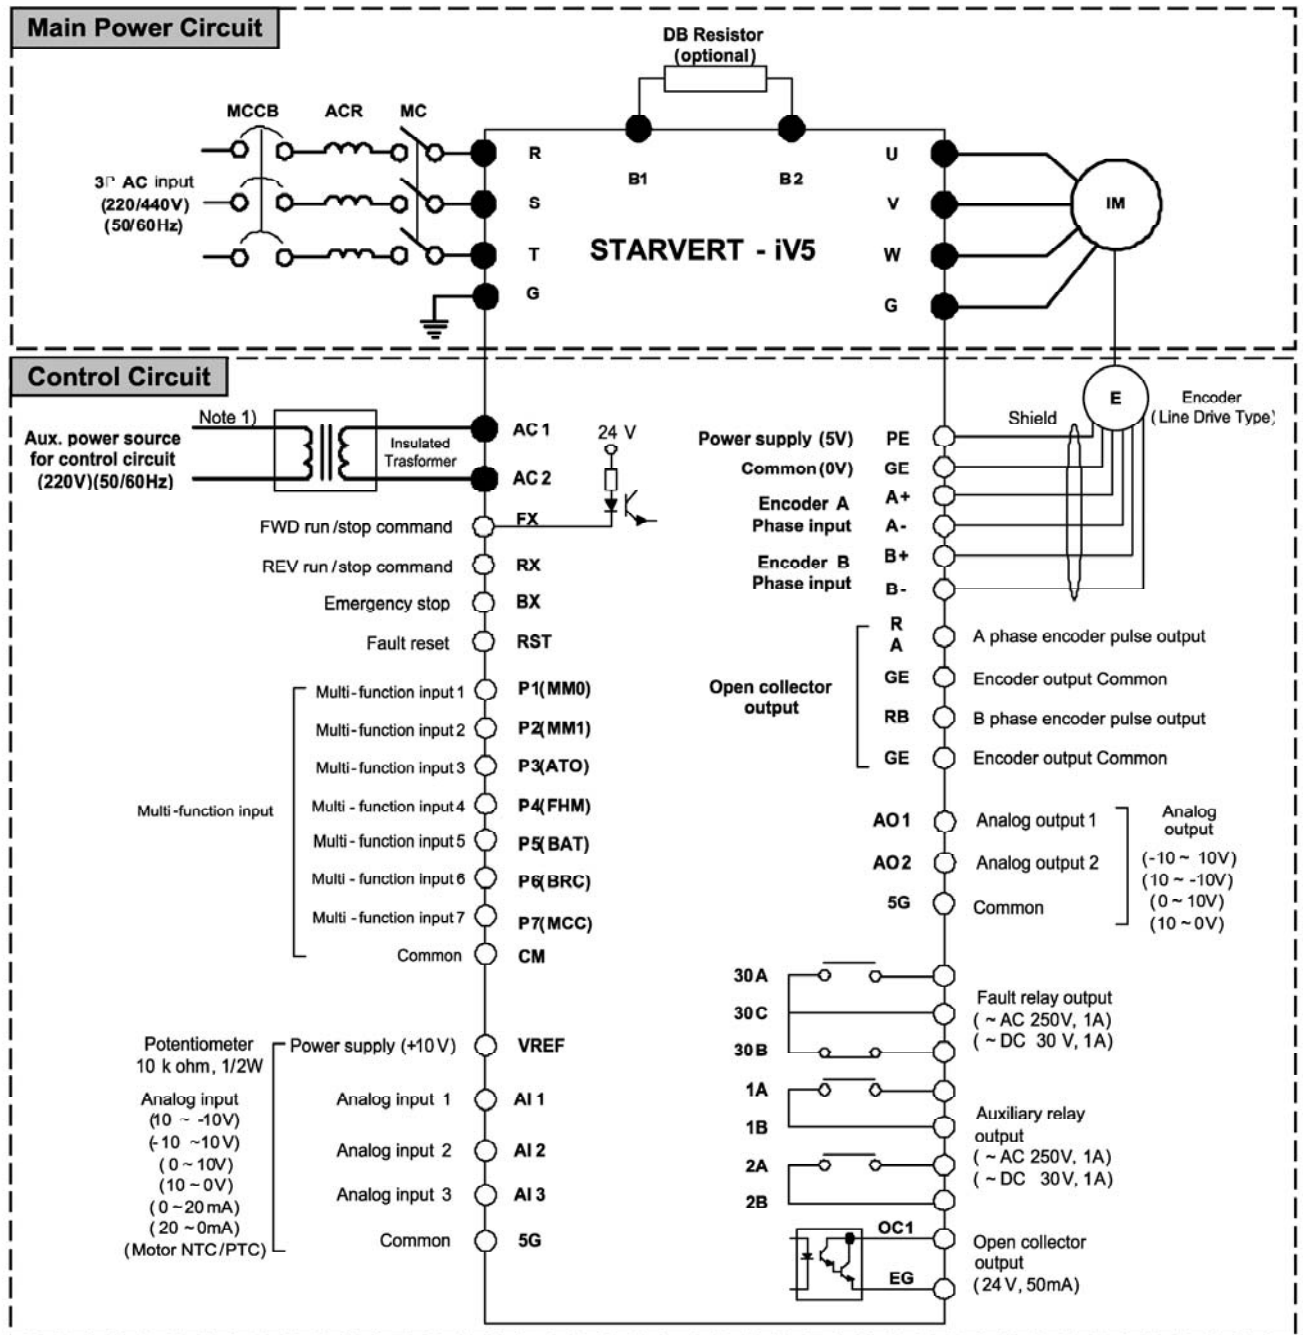 Main Power Circuit
DB Resistor
(optional)
MCCB ACR MC
R
S
T
G
B1 B2
U
V
W
G
AC input
(220/440V)
(50/60Hz)
STARVERT - iV5
IM
Control Circuit
Note 1)
Aux. power source
for control circuit
(220V)(50/60Hz)
Insulated
Trasformer
AC1
AC2
24 V
FWD run/stop command FX
REV run/stop command RX
Emergency stop BX
Fault reset RST
Multi-function input
Multi-function input 1 P1(MM0)
Multi-function input 2 P2(MM1)
Multi-function input 3 P3(ATO)
Multi-function input 4 P4(FHM)
Multi-function input 5 P5(BAT)
Multi-function input 6 P6(BRC)
Multi-function input 7 P7(MCC)
Common CM
Potentiometer
10 k ohm, 1/2W
Power supply (+10V) VREF
Analog input
(10 ~ -10V)
(-10 ~10V)
(0 ~ 10V)
(10 ~ 0V)
(0 ~20 mA)
(20 ~0mA)
(Motor NTC/PTC)
Analog input 1 AI 1
Analog input 2 AI 2
Analog input 3 AI 3
Common 5G
E
Encoder
(Line Drive Type)
Shield
Power supply (5V) PE
Common (0V) GE
Encoder A
Phase input
A+
A-
Encoder B
Phase input
B+
B-
Open collector
output
R
A
A phase encoder pulse output
GE Encoder output Common
RB B phase encoder pulse output
GE Encoder output Common
AO1 Analog output 1
AO2 Analog output 2
5G Common
Analog
output
(-10 ~ 10V)
(10 ~ -10V)
(0 ~ 10V)
(10 ~ 0V)
30A
30C
30B
Fault relay output
( ~ AC 250V, 1A)
( ~ DC 30 V, 1A)
1A
1B
2A
2B
Auxiliary relay
output
( ~ AC 250V, 1A)
( ~ DC 30V, 1A)
OC1
EG
Open collector
output
(24 V, 50mA)